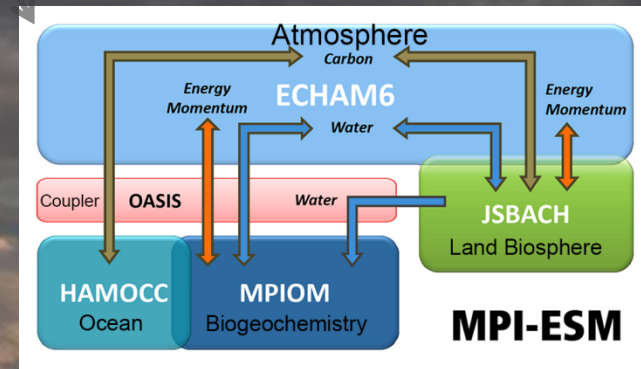 Atmosphere
Carbon
Energy
Momentum
ECHAM6
Energy
Momentum
Water
Coupler OASIS Water
JSBACH
Land Biosphere
HAMOCC
Ocean
MPIOM
Biogeochemistry
MPI-ESM